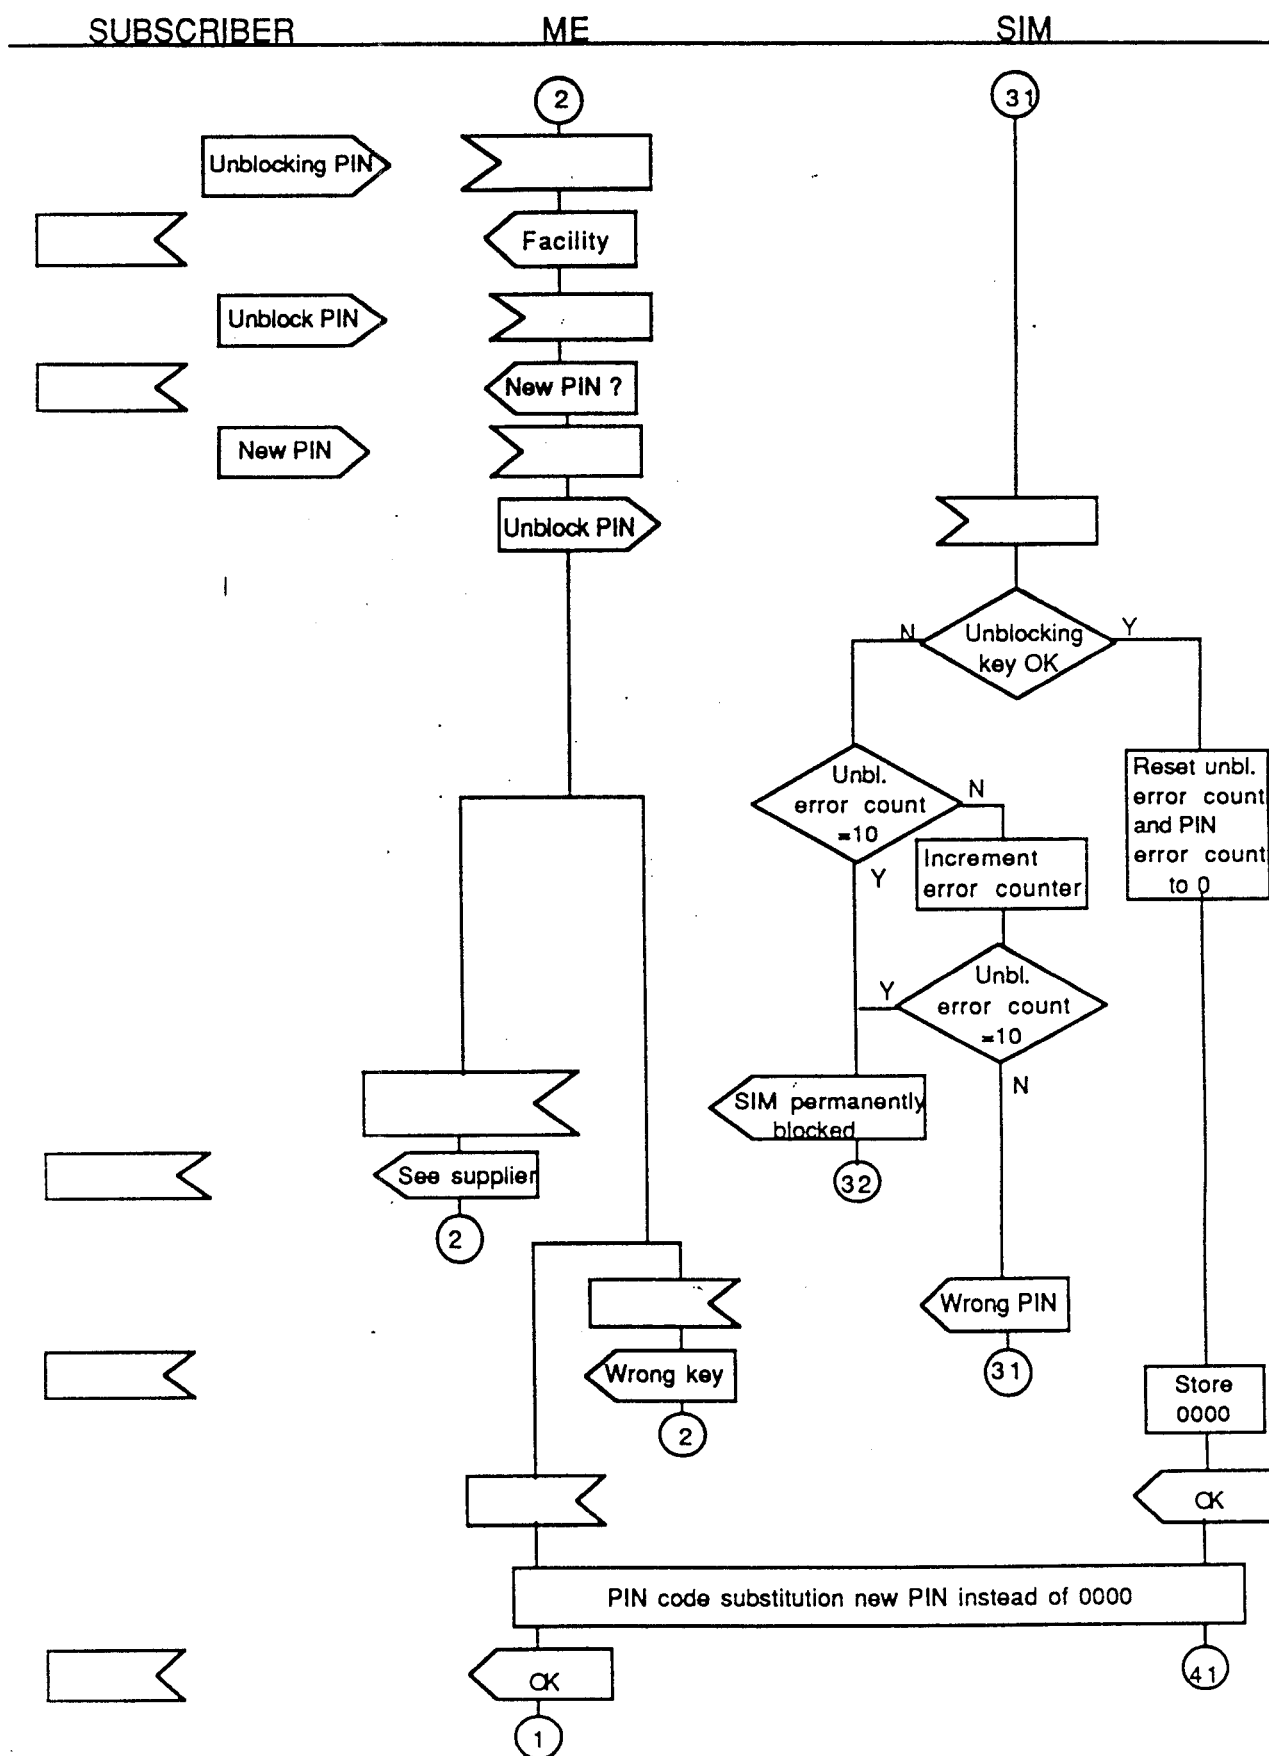 SUBSCRIBER ME SIM
2 31
Unblocking PIN
Facility
Unblock PIN
New PIN ?
New PIN
Unblock PIN
N Unblocking Y
key OK
Unbl. N
error count
=10
Y
Reset unbl.
error count
and PIN
error count
to 0
Increment
error counter
Y Unbl.
error count
=10
N
SIM permanently
blocked
See supplier
32
2
Wrong PIN
Wrong key
31
Store
0000
2
OK
PIN code substitution new PIN instead of 0000
OK
41
1